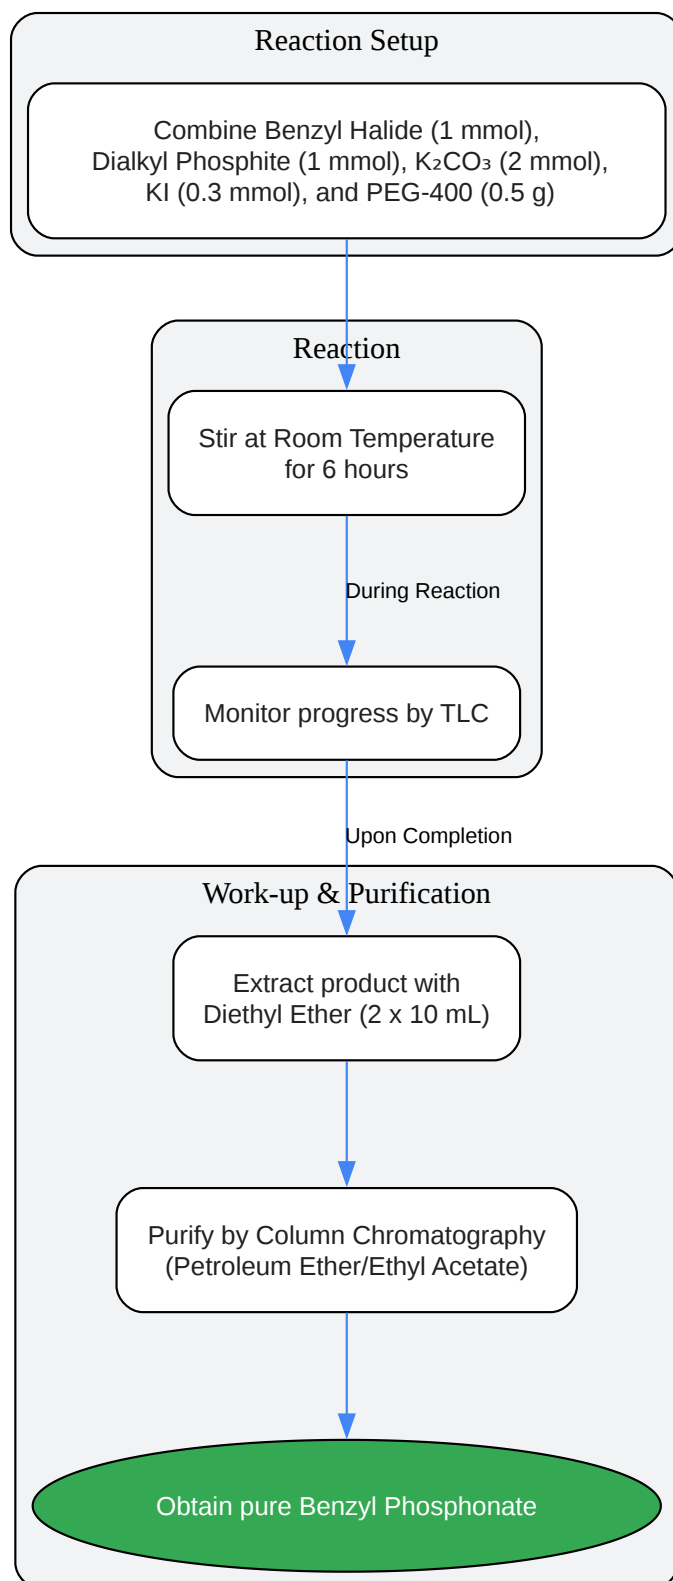 Reaction Setup
Combine Benzyl Halide (1 mmol),
Dialkyl Phosphite (1 mmol), K₂CO₃ (2 mmol),
KI (0.3 mmol), and PEG-400 (0.5 g)
Reaction
Stir at Room Temperature
for 6 hours
During Reaction
Monitor progress by TLC
Upon Completion
Work-up & Purification
Extract product with
Diethyl Ether (2 x 10 mL)
Purify by Column Chromatography
(Petroleum Ether/Ethyl Acetate)
Obtain pure Benzyl Phosphonate